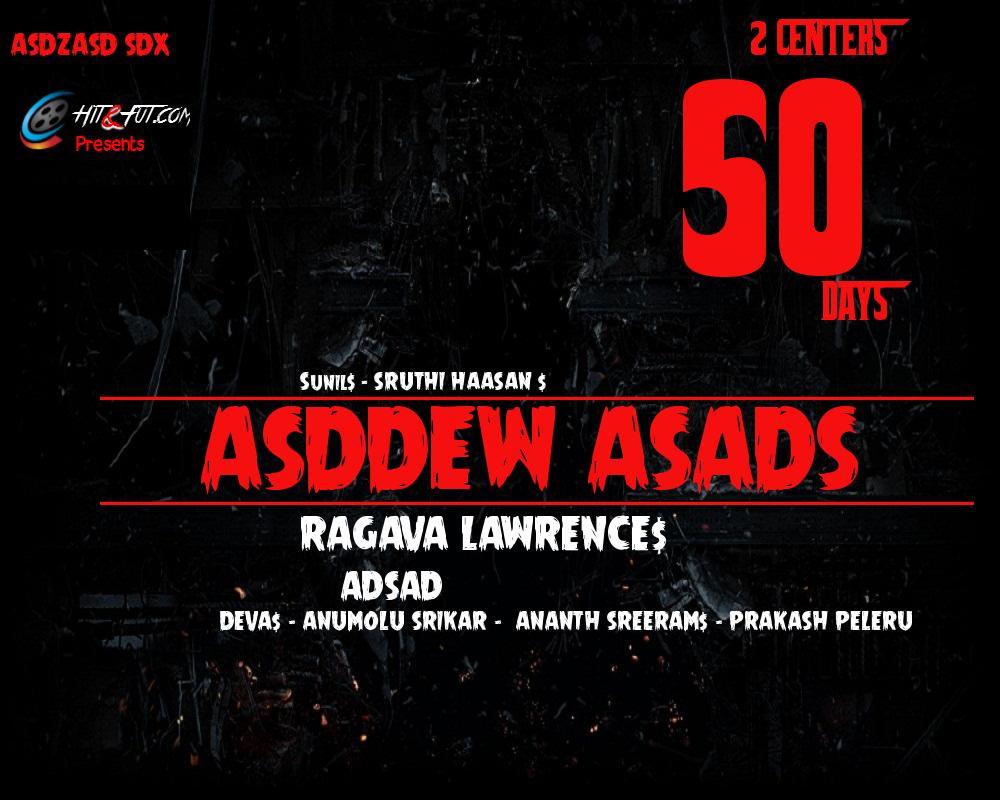 ASDZASD SDX
2 CENTERS
50
DAYS
HIT&FUT.COM
Presents
SUNIL$ - SRUTHI HAASAN $
ASDDEW ASADS
RAGAVA LAWRENCE$
ADSAD
DEVA$ - ANUMOLU SRIKAR - ANANTH SREERAM$ - PRAKASH PELERU